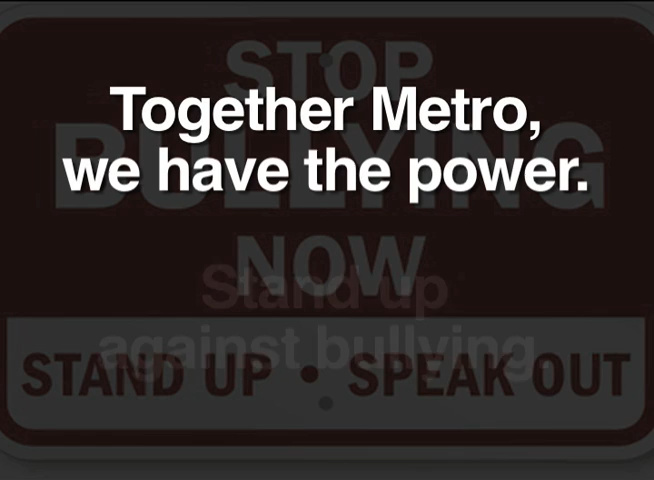 STOP
Together Metro,
BULLYING
we have the power.
NOW
Stand up
against bullying.
STAND UP • SPEAK OUT